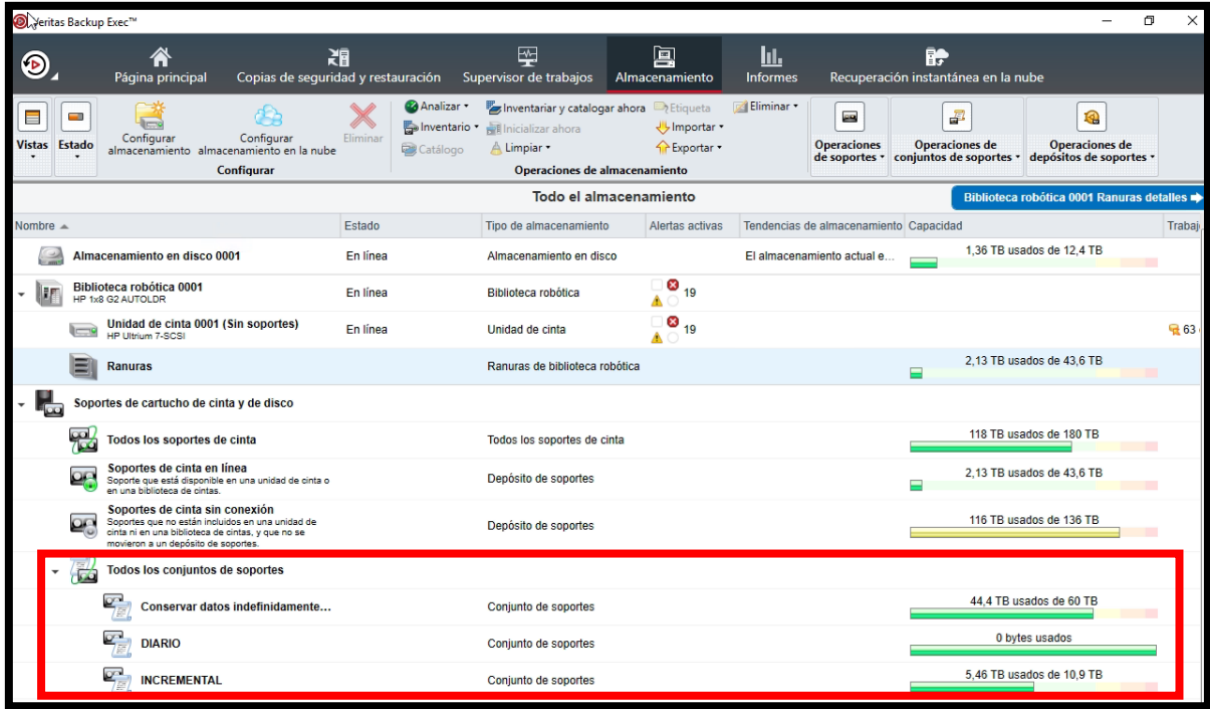 Veritas Backup Exec™
Página principal
Copias de seguridad y restauración
Supervisor de trabajos
Almacenamiento
Informes
Recuperación instantánea en la nube
Vistas
Estado
Configurar almacenamiento
Configurar almacenamiento en la nube
Eliminar
Configurar
Analizar
Inventario
Catálogo
Inventariar y catalogar ahora
Inicializar ahora
Limpiar
Etiqueta
Importar
Exportar
Eliminar
Operaciones de almacenamiento
Operaciones de soportes
Operaciones de conjuntos de soportes
Operaciones de depósitos de soportes
Todo el almacenamiento
Biblioteca robótica 0001 Ranuras detalles
Nombre Estado Tipo de almacenamiento Alertas activas Tendencias de almacenamiento Capacidad Trabaj
Almacenamiento en disco 0001 En línea Almacenamiento en disco El almacenamiento actual e... 1,36 TB usados de 12,4 TB
Biblioteca robótica 0001 En línea Biblioteca robótica 19
HP 1x8 G2 AUTOLDR
Unidad de cinta 0001 (Sin soportes) En línea Unidad de cinta 19 63
HP Ultrium 7-SCSI
Ranuras Ranuras de biblioteca robótica 2,13 TB usados de 43,6 TB
Soportes de cartucho de cinta y de disco
Todos los soportes de cinta Todos los soportes de cinta 118 TB usados de 180 TB
Soportes de cinta en línea Depósito de soportes 2,13 TB usados de 43,6 TB
Soporte que está disponible en una unidad de cinta o
en una biblioteca de cintas.
Soportes de cinta sin conexión Depósito de soportes 116 TB usados de 136 TB
Soportes que no están incluidos en una unidad de
cinta ni en una biblioteca de cintas, y que no se
movieron a un depósito de soportes.
Todos los conjuntos de soportes
Conservar datos indefinidamente... Conjunto de soportes 44,4 TB usados de 60 TB
DIARIO Conjunto de soportes 0 bytes usados
INCREMENTAL Conjunto de soportes 5,46 TB usados de 10,9 TB